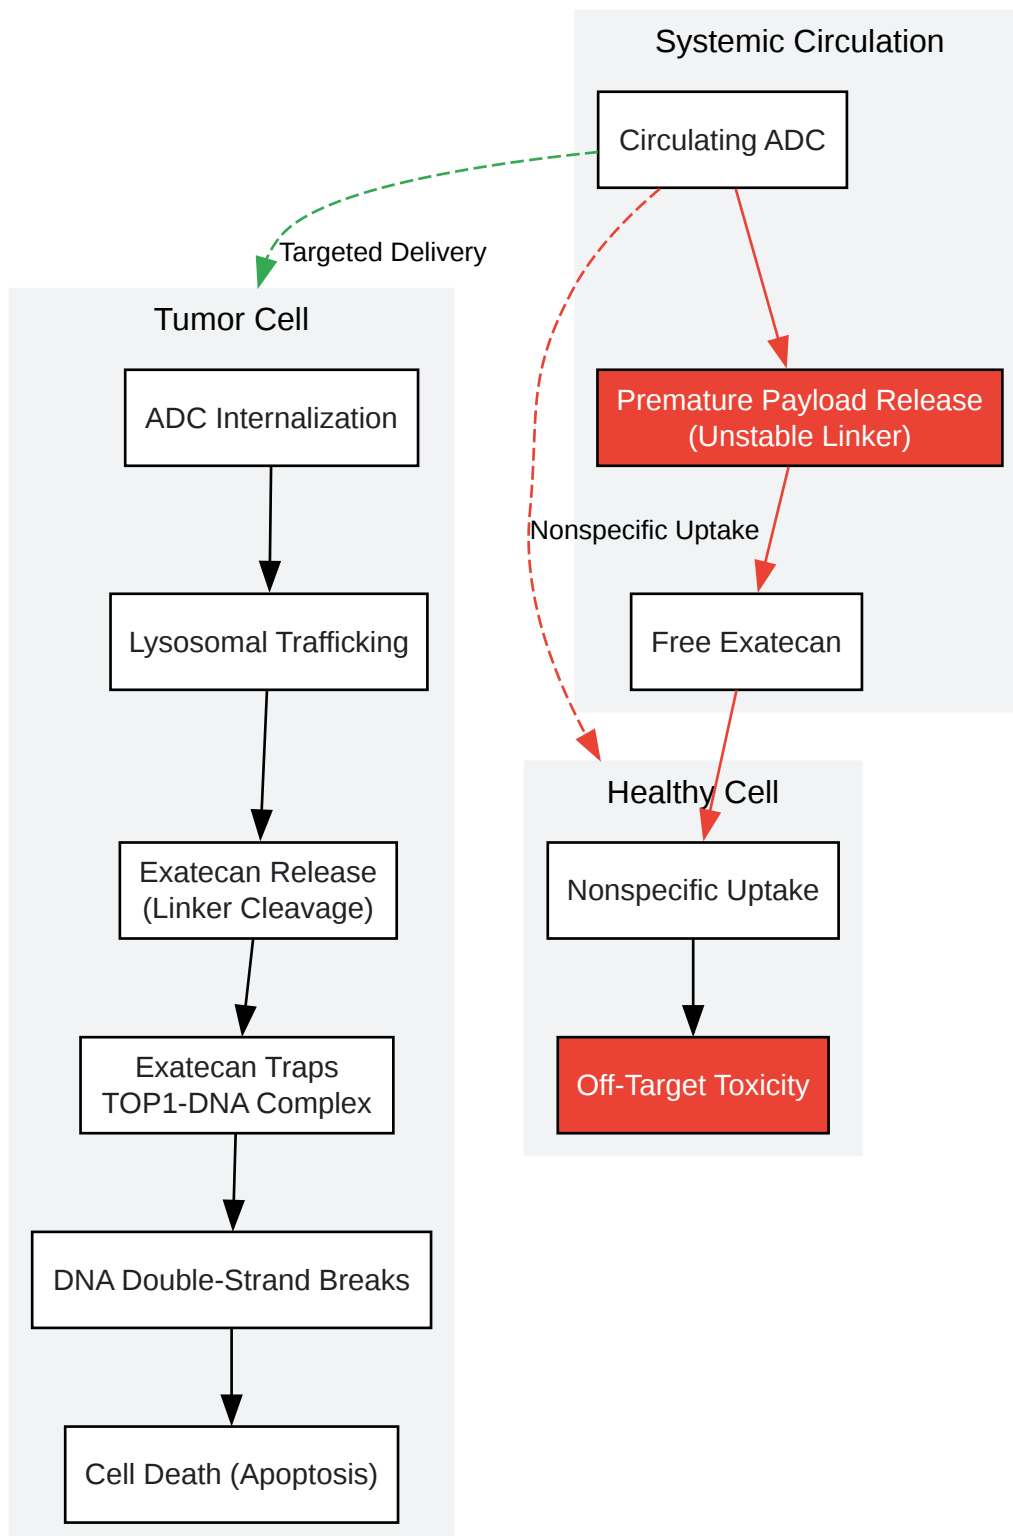 Systemic Circulation
Circulating ADC
Targeted Delivery
Tumor Cell
ADC Internalization
Premature Payload Release
(Unstable Linker)
Nonspecific Uptake
Lysosomal Trafficking
Free Exatecan
Healthy Cell
Exatecan Release
(Linker Cleavage)
Nonspecific Uptake
Exatecan Traps
TOP1-DNA Complex
Off-Target Toxicity
DNA Double-Strand Breaks
Cell Death (Apoptosis)